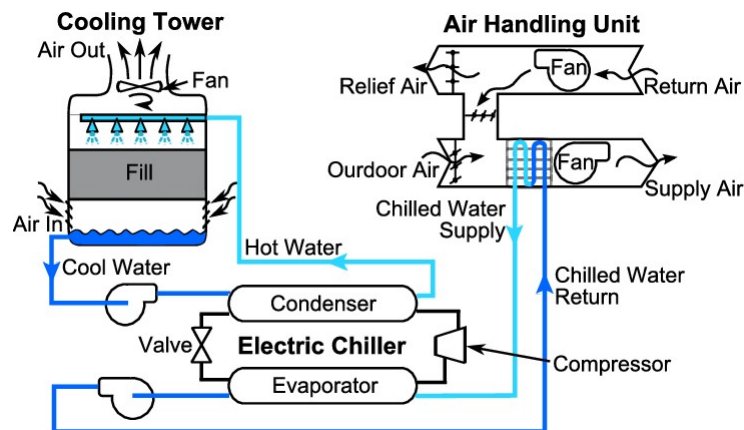 Cooling Tower
Air Out
Fan
Fill
Air In
Cool Water
Hot Water
Air Handling Unit
Fan
Relief Air
Return Air
Ourdoor Air
Fan
Supply Air
Chilled Water
Supply
Chilled Water
Return
Condenser
Valve
Electric Chiller
Compressor
Evaporator